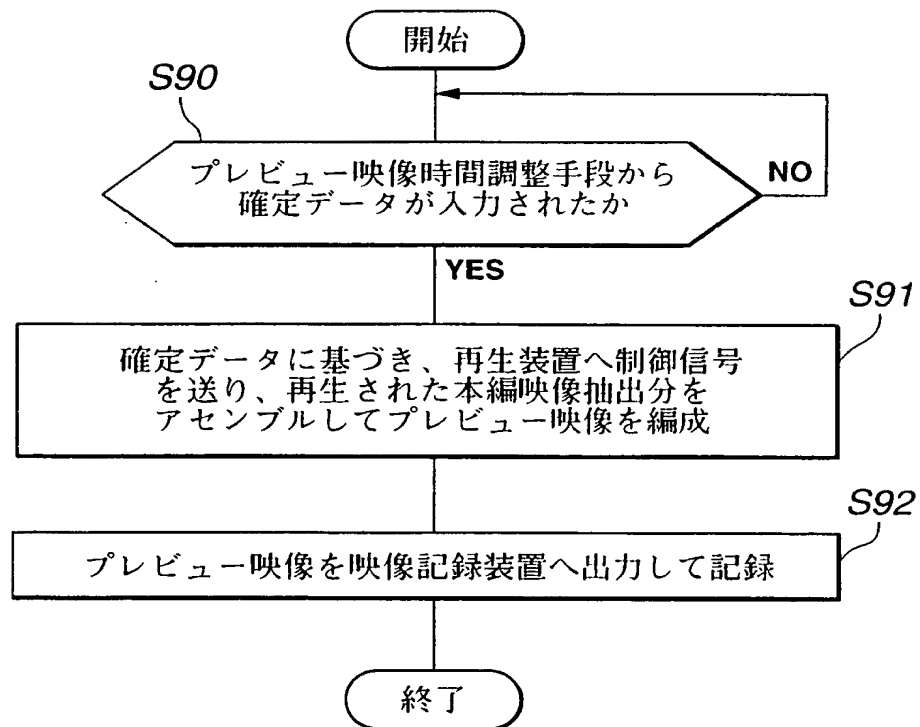 開始
S90
プレビュー映像時間調整手段から
確定データが入力されたか
NO
YES
S91
確定データに基づき、再生装置へ制御信号
を送り、再生された本編映像抽出分を
アセンブルしてプレビュー映像を編成
S92
プレビュー映像を映像記録装置へ出力して記録
終了